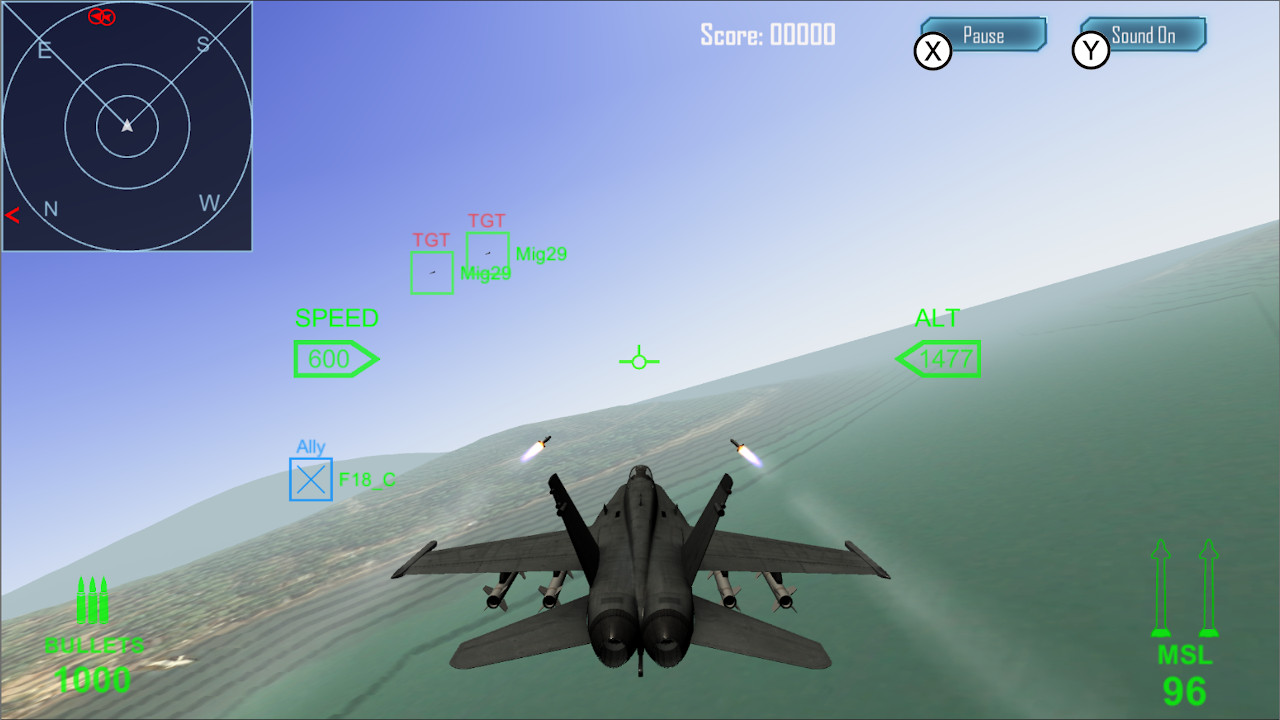 E
S
N
W
Score: 00000
X
Pause
Y
Sound On
TGT
Mig29
TGT
Mig29
SPEED
600
ALT
1477
Ally
F18_C
BULLETS
1000
MSL
96